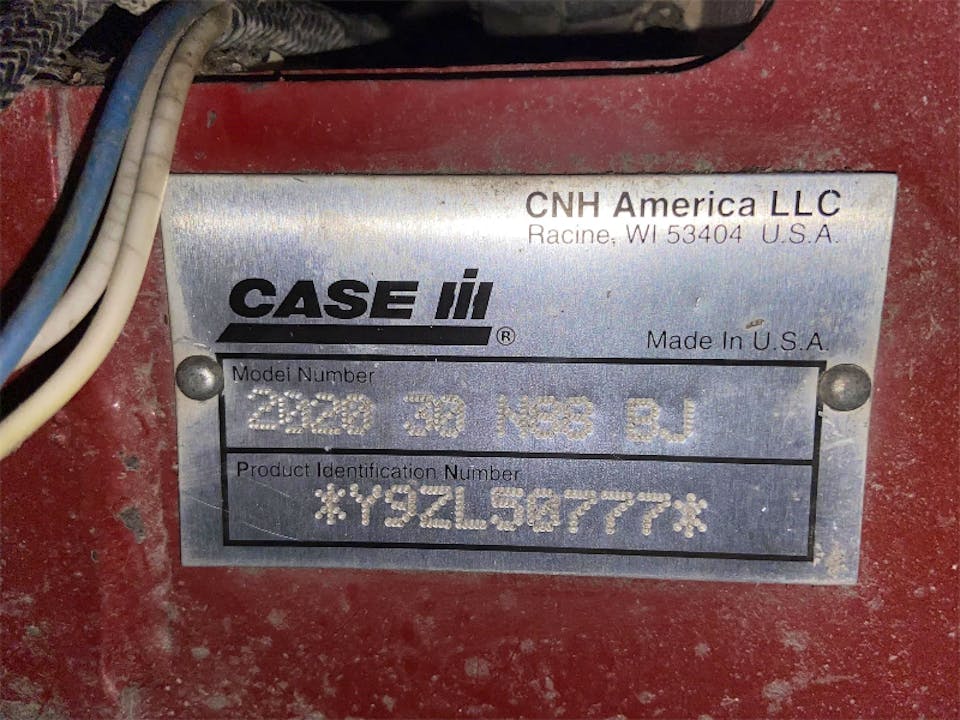 CNH America LLC
Racine, WI 53404 U.S.A.
CASE IH
®
Made In U.S.A.
Model Number
2020 30 N88 BJ
Product Identification Number
*Y9ZL50777*